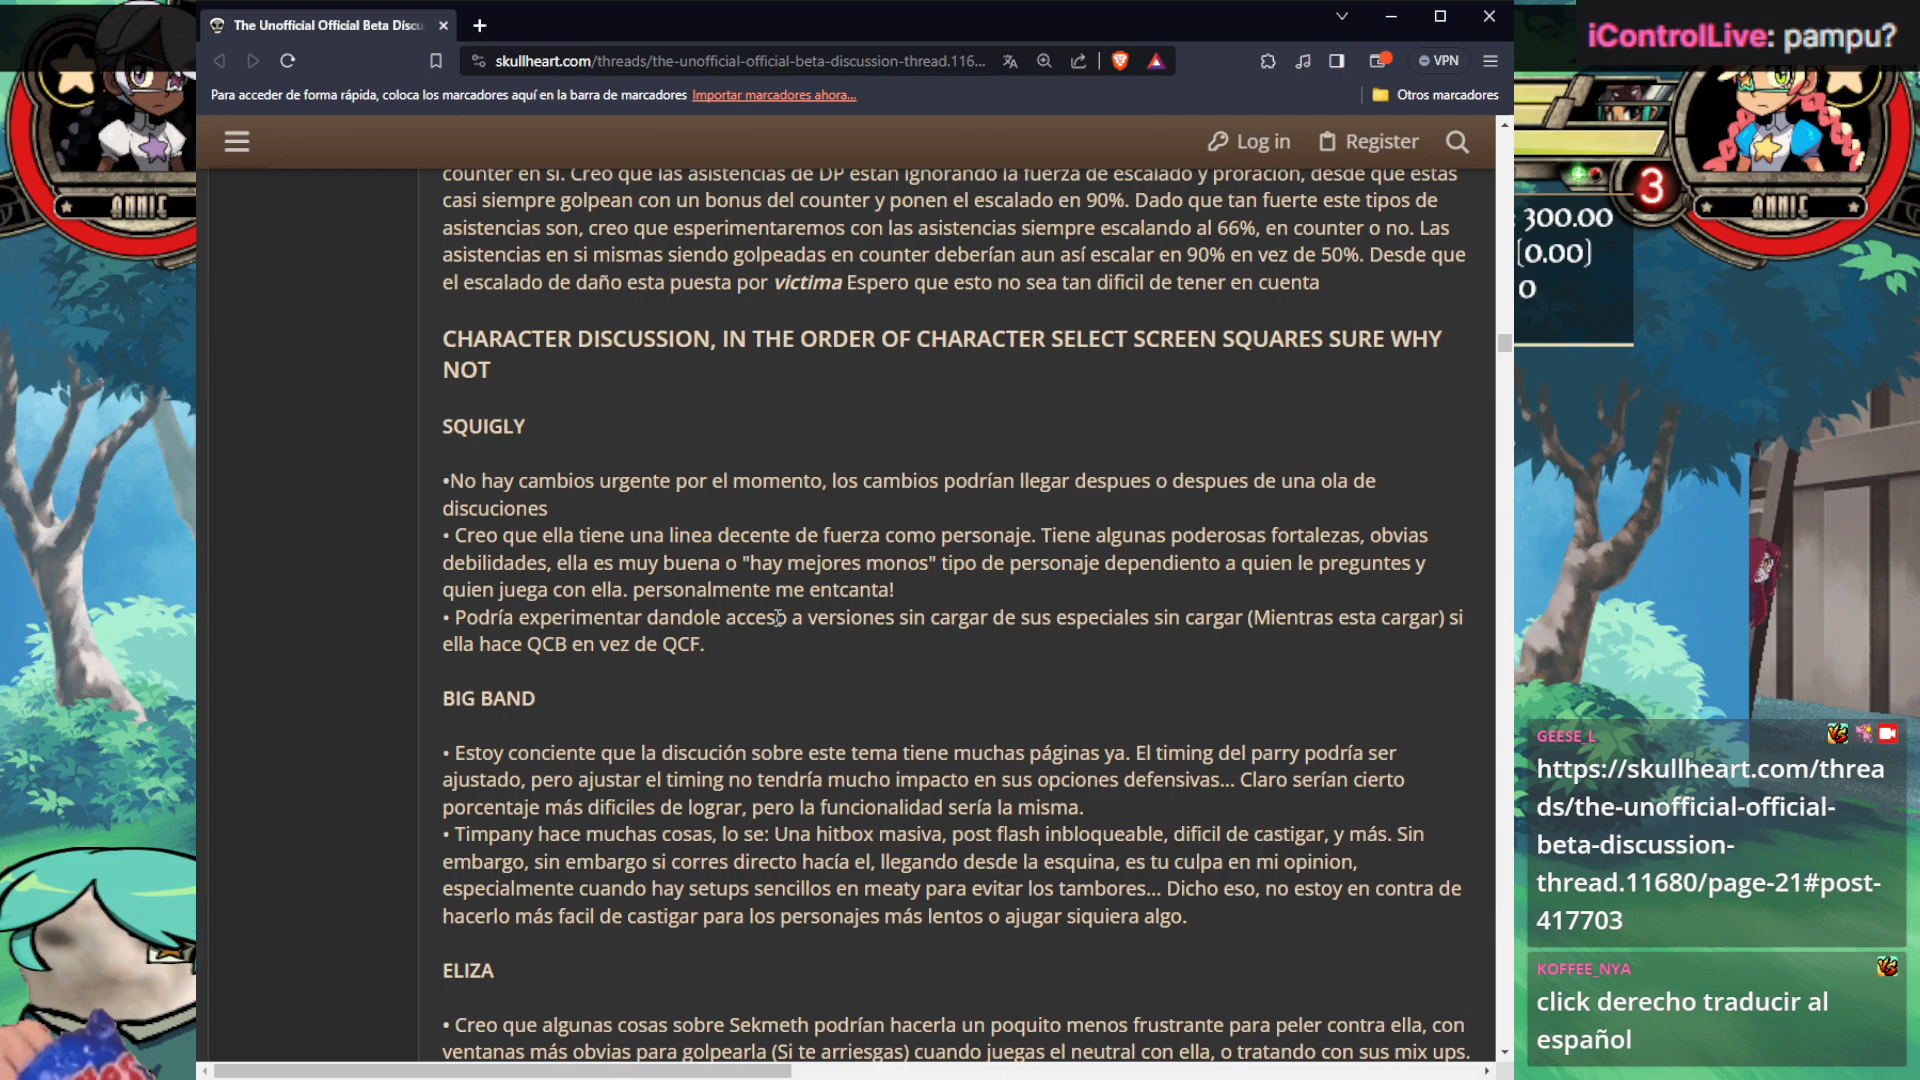 The Unofficial Official Beta Discu
skullheart.com/threads/the-unofficial-official-beta-discussion-thread.116...
VPN
Para acceder de forma rápida, coloca los marcadores aquí en la barra de marcadores Importar marcadores ahora...
Otros marcadores
Log in
Register
counter en si. Creo que las asistencias de DP estan ignorando la fuerza de escalado y proración, desde que estas
casi siempre golpean con un bonus del counter y ponen el escalado en 90%. Dado que tan fuerte este tipos de
asistencias son, creo que esperimentaremos con las asistencias siempre escalando al 66%, en counter o no. Las
asistencias en si mismas siendo golpeadas en counter deberían aun así escalar en 90% en vez de 50%. Desde que
el escalado de daño esta puesta por victima Espero que esto no sea tan dificil de tener en cuenta
CHARACTER DISCUSSION, IN THE ORDER OF CHARACTER SELECT SCREEN SQUARES SURE WHY
NOT
SQUIGLY
•No hay cambios urgente por el momento, los cambios podrían llegar despues o despues de una ola de
discuciones
• Creo que ella tiene una linea decente de fuerza como personaje. Tiene algunas poderosas fortalezas, obvias
debilidades, ella es muy buena o "hay mejores monos" tipo de personaje dependiento a quien le preguntes y
quien juega con ella. personalmente me entcanta!
• Podría experimentar dandole acceso a versiones sin cargar de sus especiales sin cargar (Mientras esta cargar) si
ella hace QCB en vez de QCF.
BIG BAND
• Estoy conciente que la discución sobre este tema tiene muchas páginas ya. El timing del parry podría ser
ajustado, pero ajustar el timing no tendría mucho impacto en sus opciones defensivas... Claro serían cierto
porcentaje más dificiles de lograr, pero la funcionalidad sería la misma.
• Timpany hace muchas cosas, lo se: Una hitbox masiva, post flash inbloqueable, dificil de castigar, y más. Sin
embargo, sin embargo si corres directo hacía el, llegando desde la esquina, es tu culpa en mi opinion,
especialmente cuando hay setups sencillos en meaty para evitar los tambores... Dicho eso, no estoy en contra de
hacerlo más facil de castigar para los personajes más lentos o ajugar siquiera algo.
ELIZA
• Creo que algunas cosas sobre Sekmeth podrían hacerla un poquito menos frustrante para peler contra ella, con
ventanas más obvias para golpearla (Si te arriesgas) cuando juegas el neutral con ella, o tratando con sus mix ups.
ANNIE
iControlLive: pampu?
3
ANNIE
300.00
(0.00)
0
GEESE_L
https://skullheart.com/threa
ds/the-unofficial-official-
beta-discussion-
thread.11680/page-21#post-
417703
KOFFEE_NYA
click derecho traducir al
español